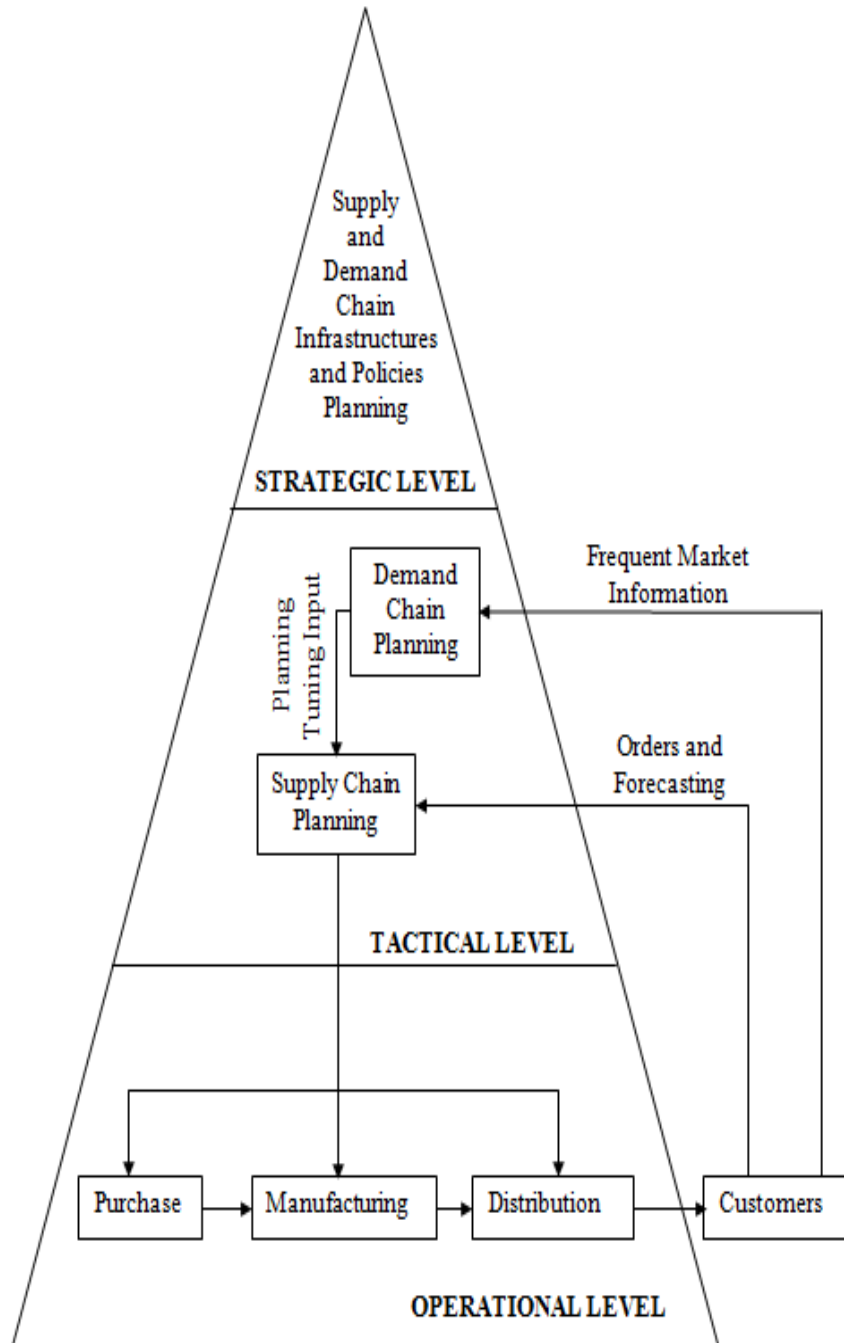 Supply
and
Demand
Chain
Infrastructures
and Policies
Planning
STRATEGIC LEVEL
Demand
Chain
Planning
Frequent Market
Information
Planning
Tuning Input
Supply Chain
Planning
Orders and
Forecasting
TACTICAL LEVEL
Purchase
Manufacturing
Distribution
Customers
OPERATIONAL LEVEL